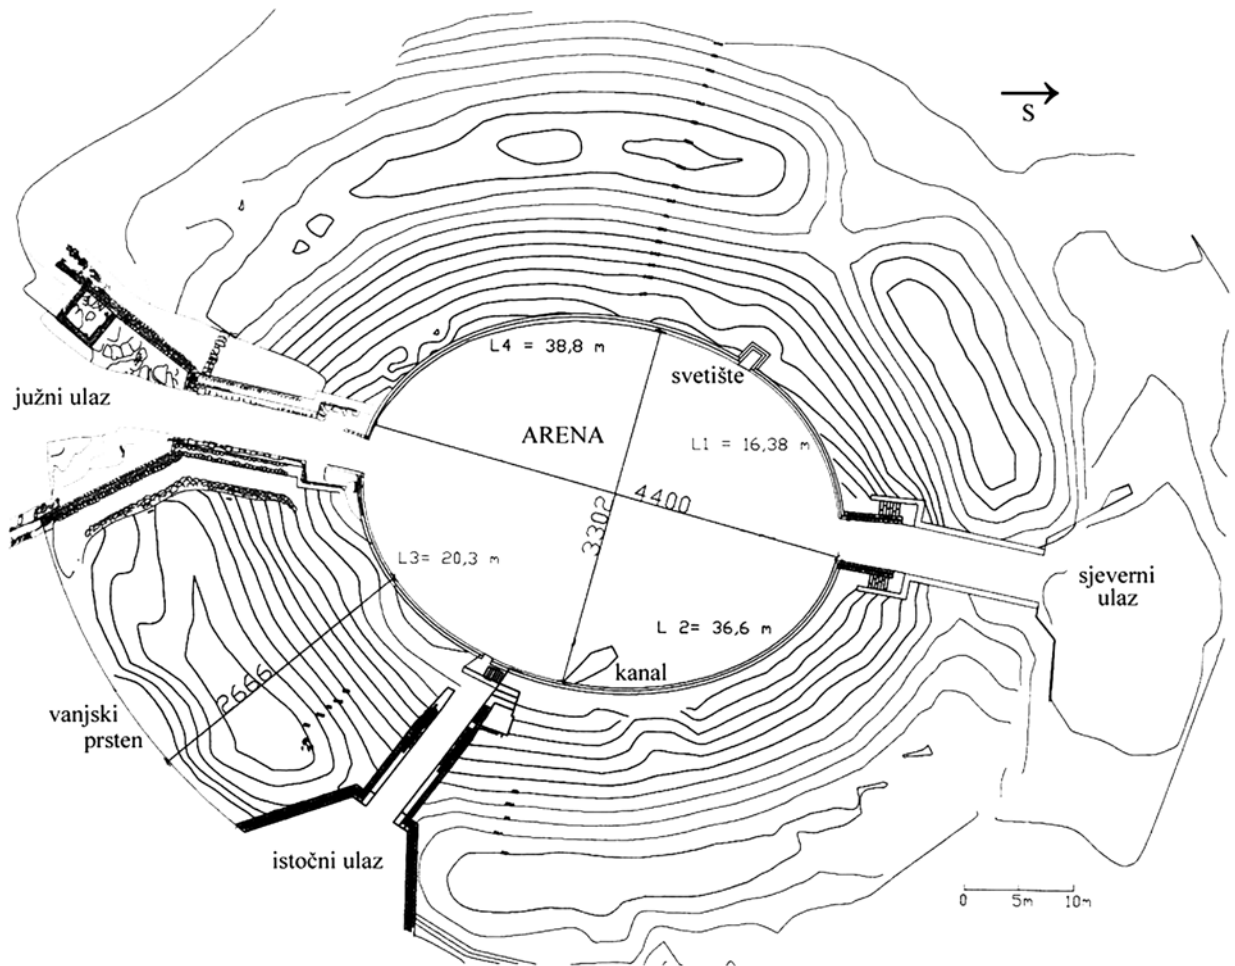 S
L4 = 38,8 m
svetište
južni ulaz
ARENA
L1 = 16,38 m
4400
3302
L3= 20,3 m
sjeverni
ulaz
L 2= 36,6 m
kanal
2666
vanjski
prsten
istočni ulaz
0 5m 10m